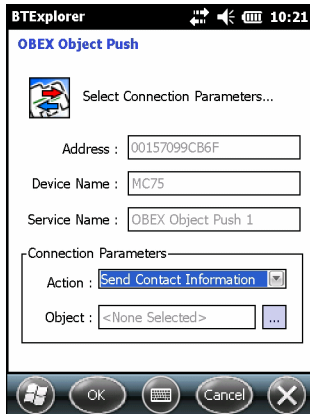 BTExplorer 10:21
OBEX Object Push
Select Connection Parameters...
Address : 00157099CB6F
Device Name : MC75
Service Name : OBEX Object Push 1
Connection Parameters
Action : Send Contact Information
Object : <None Selected> ...
OK Cancel